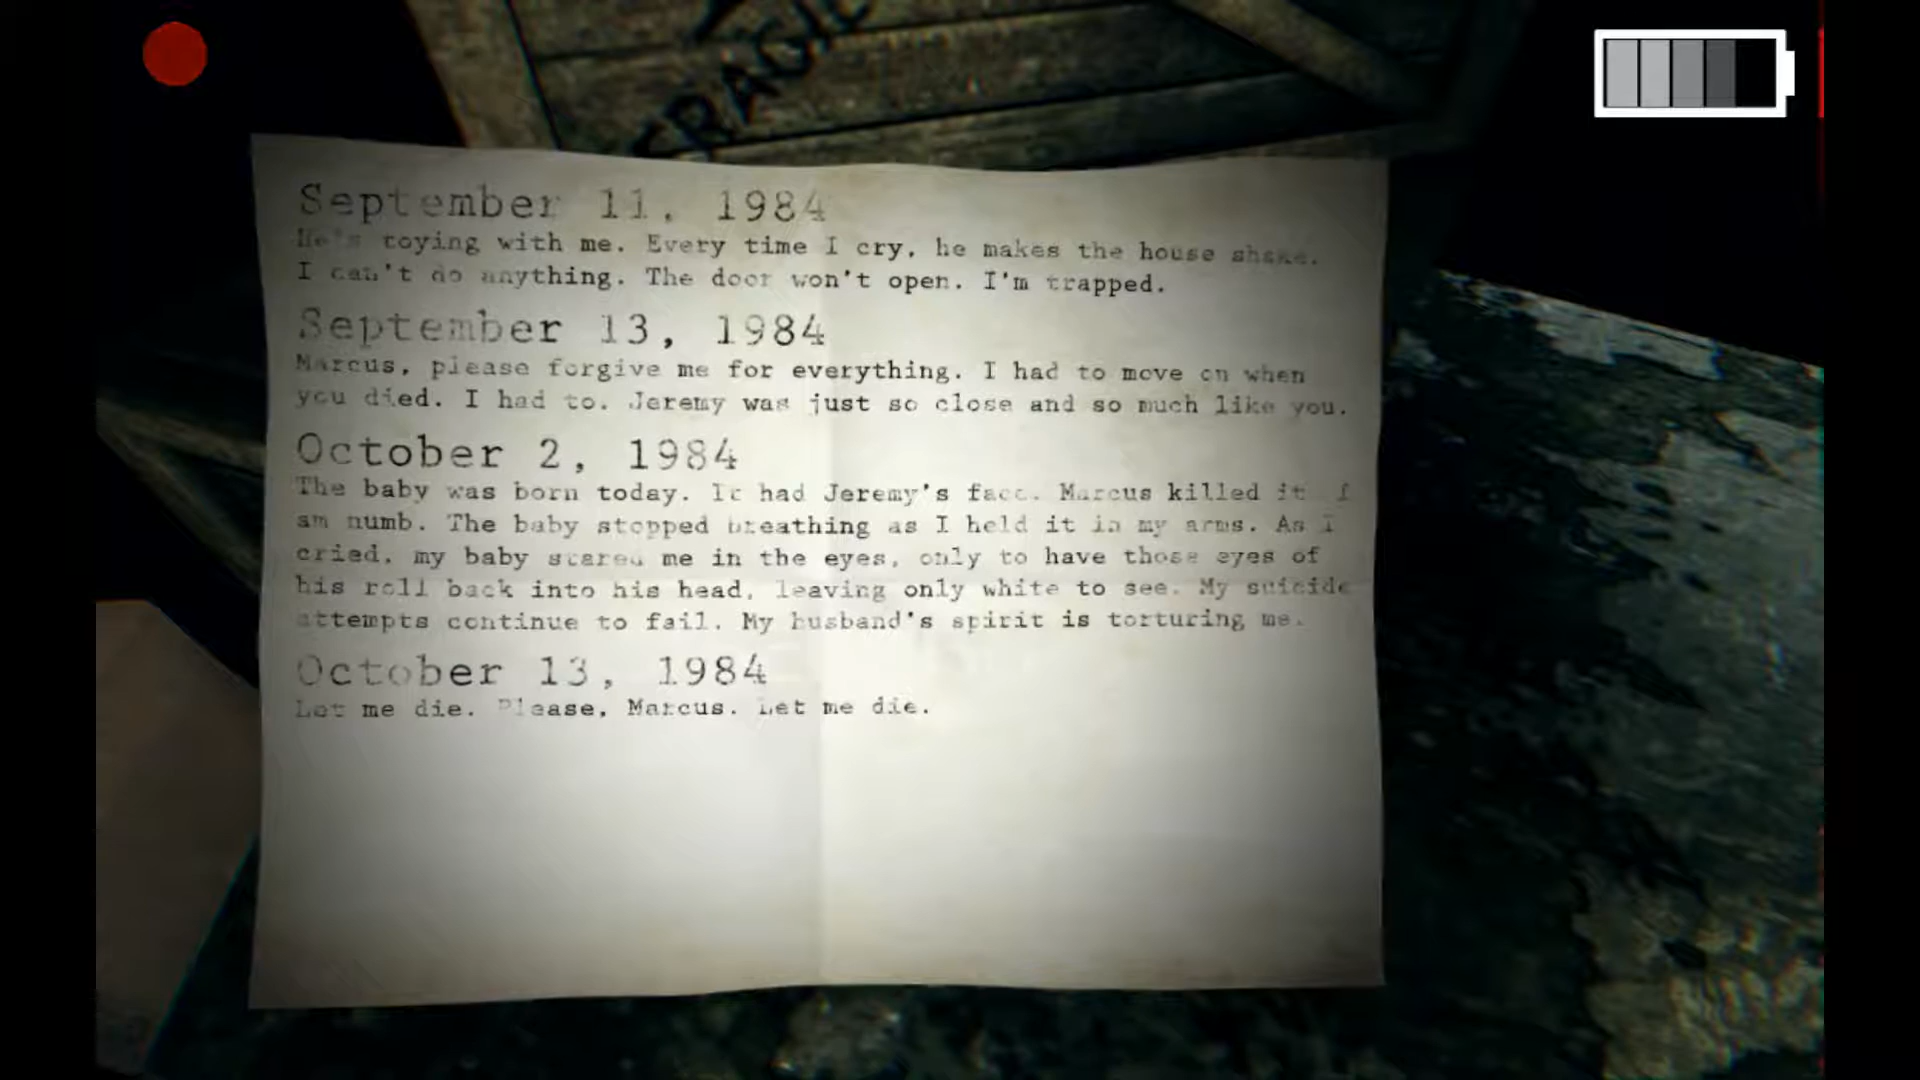 FRAGILE
September 11, 1984
He's toying with me. Every time I cry, he makes the house shake.
I can't do anything. The door won't open. I'm trapped.
September 13, 1984
Marcus, please forgive me for everything. I had to move on when
you died. I had to. Jeremy was just so close and so much like you.
October 2, 1984
The baby was born today. It had Jeremy's face. Marcus killed it. I
am numb. The baby stopped breathing as I held it in my arms. As I
cried, my baby stared me in the eyes, only to have those eyes of
his roll back into his head, leaving only white to see. My suicide
attempts continue to fail. My husband's spirit is torturing me.
October 13, 1984
Let me die. Please, Marcus. Let me die.